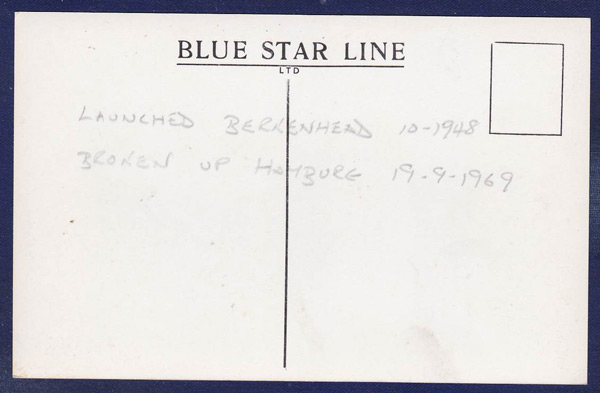 BLUE STAR LINE
LTD
LAUNCHED BERKENHEAD 10-1948
BROKEN UP HAMBURG 19-9-1969